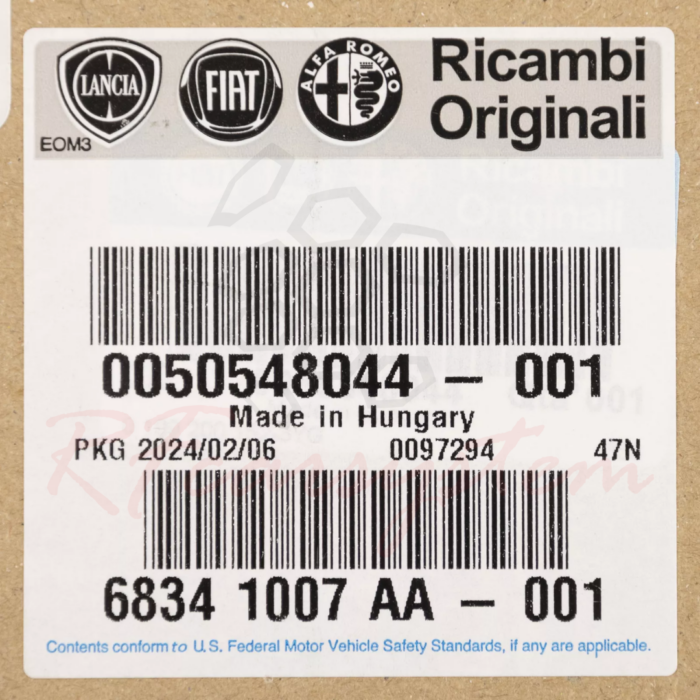 LANCIA FIAT ALFA ROMEO Ricambi
Originali
EOM3
0050548044 – 001
Made in Hungary
PKG 2024/02/06 0097294 47N
6834 1007 AA – 001
Contents conform to U.S. Federal Motor Vehicle Safety Standards, if any are applicable.